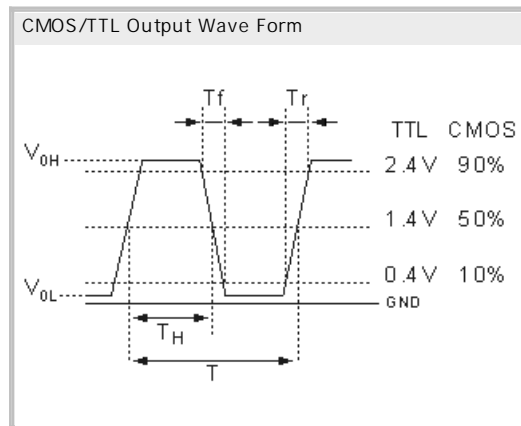 CMOS/TTL Output Wave Form
Tf Tr
TTL CMOS
V0H 2.4V 90%
1.4V 50%
0.4V 10%
V0L GND
TH
T